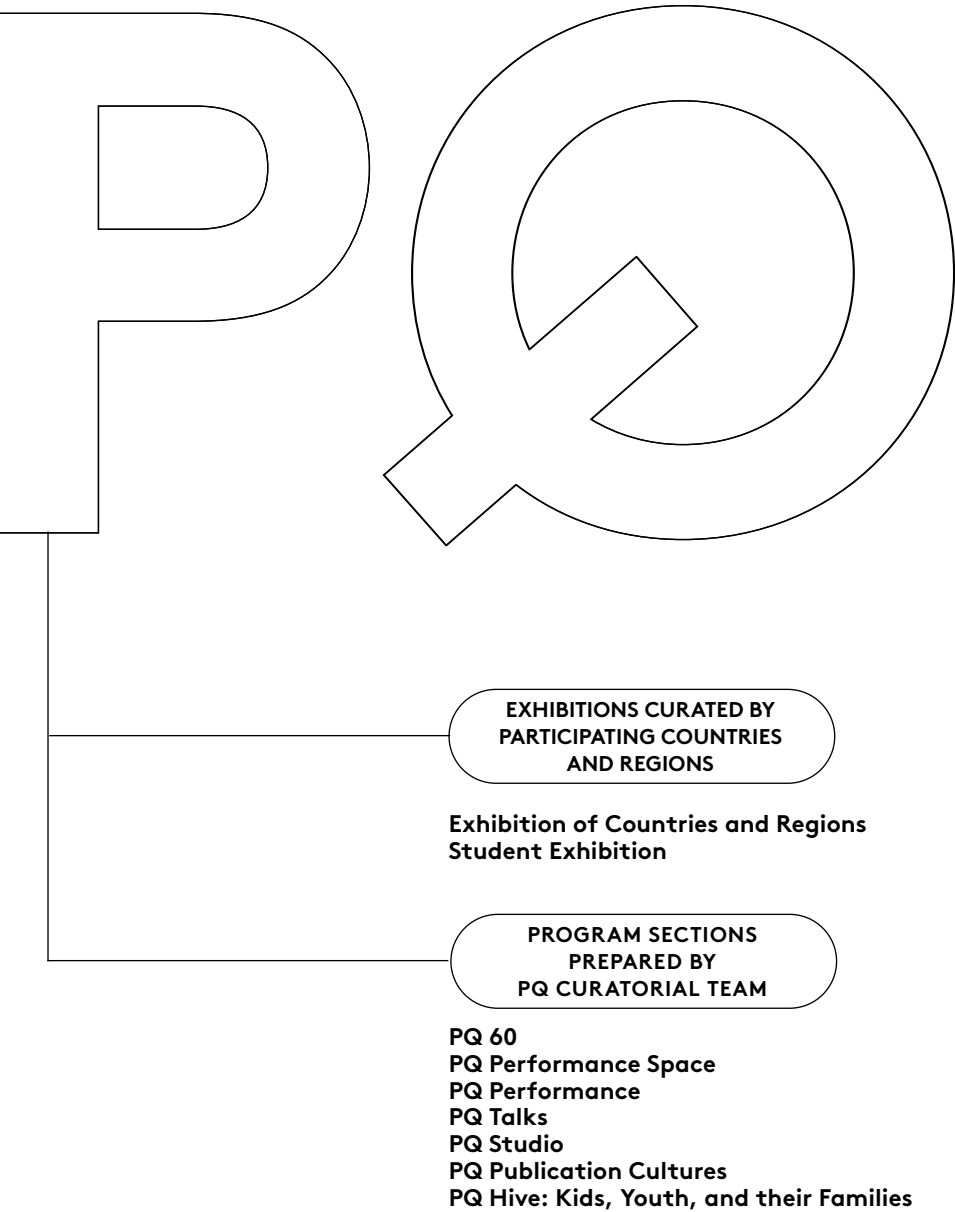 PQ
EXHIBITIONS CURATED BY
PARTICIPATING COUNTRIES
AND REGIONS
Exhibition of Countries and Regions
Student Exhibition
PROGRAM SECTIONS
PREPARED BY
PQ CURATORIAL TEAM
PQ 60
PQ Performance Space
PQ Performance
PQ Talks
PQ Studio
PQ Publication Cultures
PQ Hive: Kids, Youth, and their Families